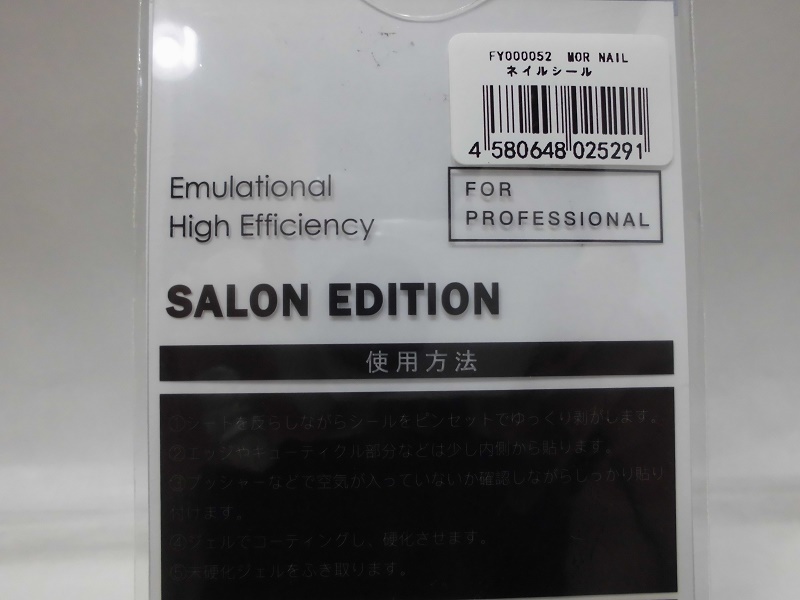 FY000052 MOR NAIL
ネイルシール
4 580648 025291
Emulational
High Efficiency
FOR
PROFESSIONAL
SALON EDITION
使用方法
①シートを反らしながらシールをピンセットでゆっくり剥がします。
②エッジやキューティクル部分などは少し内側から貼ります。
③プッシャーなどで空気が入っていないか確認しながらしっかり貼り
付けます。
④ジェルでコーティングし、硬化させます。
⑤未硬化ジェルをふき取ります。